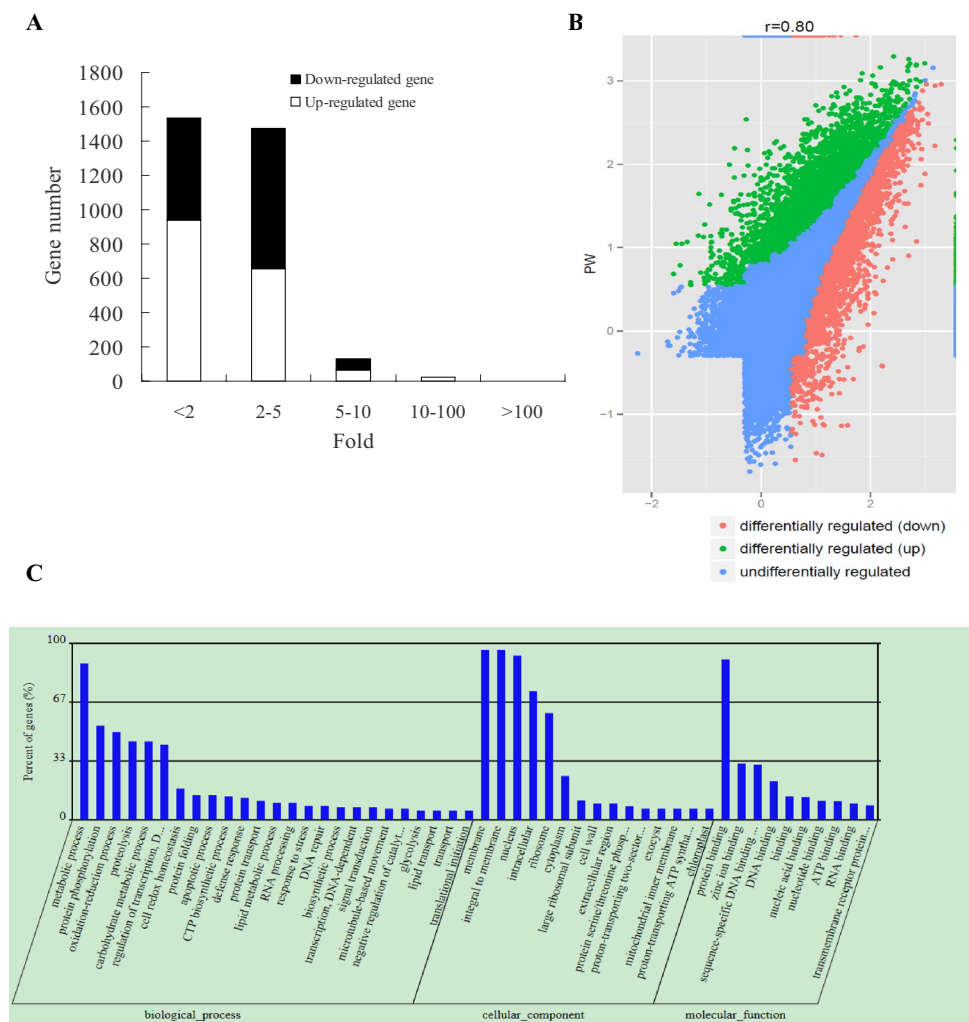 A
1800
1600
1400
1200
1000
800
600
400
200
0
Gene number
Down-regulated gene
Up-regulated gene
<2
2-5
5-10
10-100
>100
Fold
B
r=0.80
3
2
1
0
−1
PW
−2
0
2
differentially regulated (down)
differentially regulated (up)
undifferentially regulated
C
100
67
33
0
Percent of genes (%)
metabolic process
protein phosphorylation
oxidation-reduction process
proteolysis
carbohydrate metabolic process
regulation of transcription, D...
cell redox homeostasis
protein folding
apoptotic process
CTP biosynthetic process
defense response
protein transport
lipid metabolic process
RNA processing
response to stress
DNA repair
biosynthetic process
transcription, DNA-dependent
signal transduction
microtubule-based movement
negative regulation of catalyt...
glycolysis
lipid transport
transport
translational initiation
membrane
integral to membrane
nucleus
intracellular
ribosome
cytoplasm
large ribosomal subunit
cell wall
extracellular region
protein serine/threonine phosp...
proton-transporting two-sector...
exocyst
mitochondrial inner membrane
proton-transporting ATP syntha...
chloroplast
protein binding
zinc ion binding
sequence-specific DNA binding ...
DNA binding
binding
nucleic acid binding
nucleotide binding
ATP binding
RNA binding
transmembrane receptor protein...
biological_process
cellular_component
molecular_function